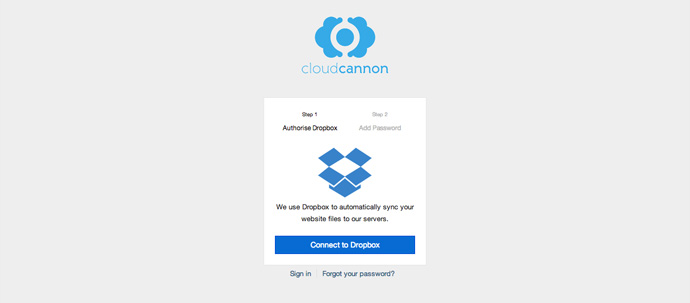 cloudcannon
Step 1
Step 2
Authorise Dropbox
Add Password
We use Dropbox to automatically sync your
website files to our servers.
Connect to Dropbox
Sign in
Forgot your password?